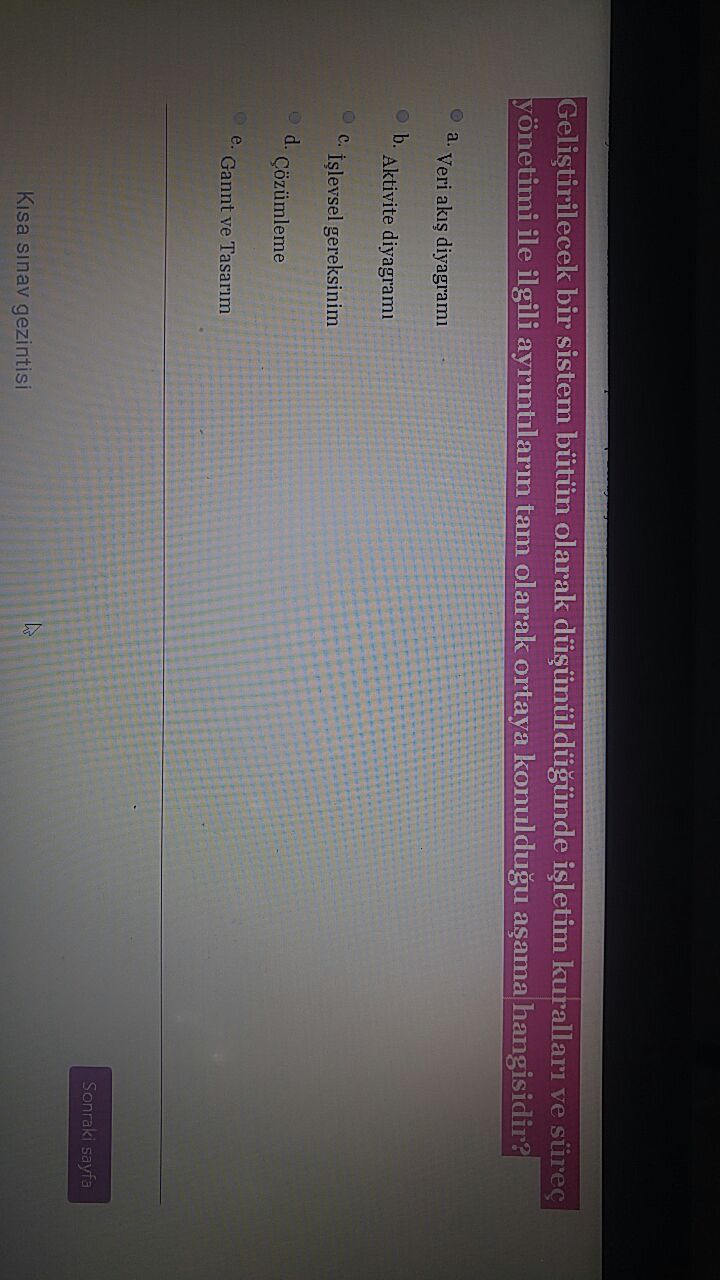 Geliştirilecek bir sistem bütün olarak düşünüldüğünde işletim kuralları ve süreç
yönetimi ile ilgili ayrıntıların tam olarak ortaya konulduğu aşama hangisidir?
a. Veri akış diyagramı
b. Aktivite diyagramı
c. İşlevsel gereksinim
d. Çözümleme
e. Gannt ve Tasarım
Sonraki sayfa
Kısa sınav gezintisi